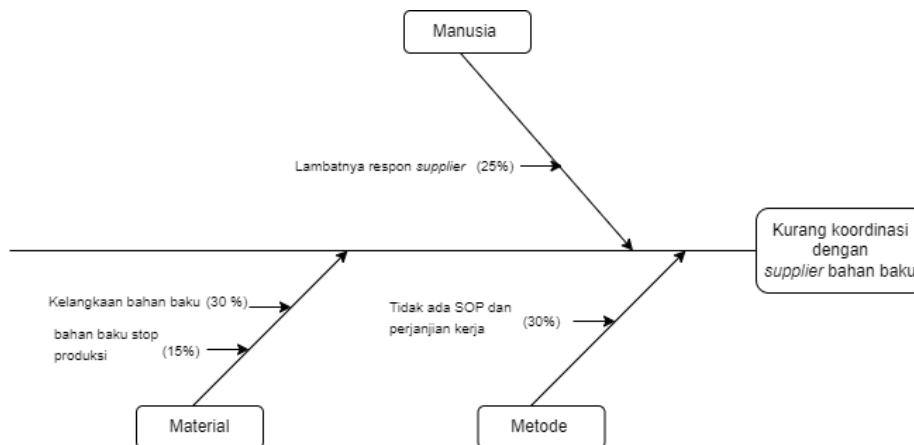 Manusia
Lambatnya respon supplier (25%)
Kurang koordinasi
dengan
supplier bahan baku
Kelangkaan bahan baku (30 %)
bahan baku stop
produksi (15%)
Tidak ada SOP dan
perjanjian kerja (30%)
Material
Metode